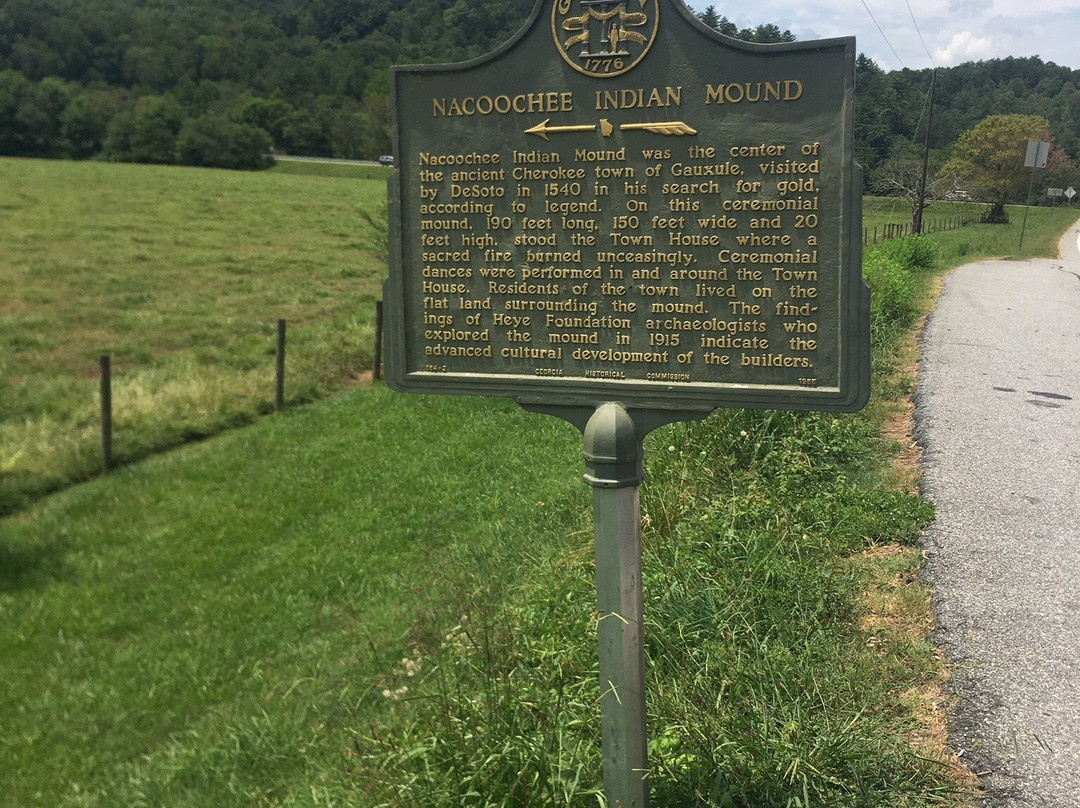 1776
NACOOCHEE INDIAN MOUND
Nacoochee Indian Mound was the center of
the ancient Cherokee town of Gauxule, visited
by DeSoto in 1540 in his search for gold,
according to legend. On this ceremonial
mound, 190 feet long, 150 feet wide and 20
feet high, stood the Town House where a
sacred fire burned unceasingly. Ceremonial
dances were performed in and around the Town
House. Residents of the town lived on the
flat land surrounding the mound. The find-
ings of Heye Foundation archaeologists who
explored the mound in 1915 indicate the
advanced cultural development of the builders.
154-2 GEORGIA HISTORICAL COMMISSION 1955